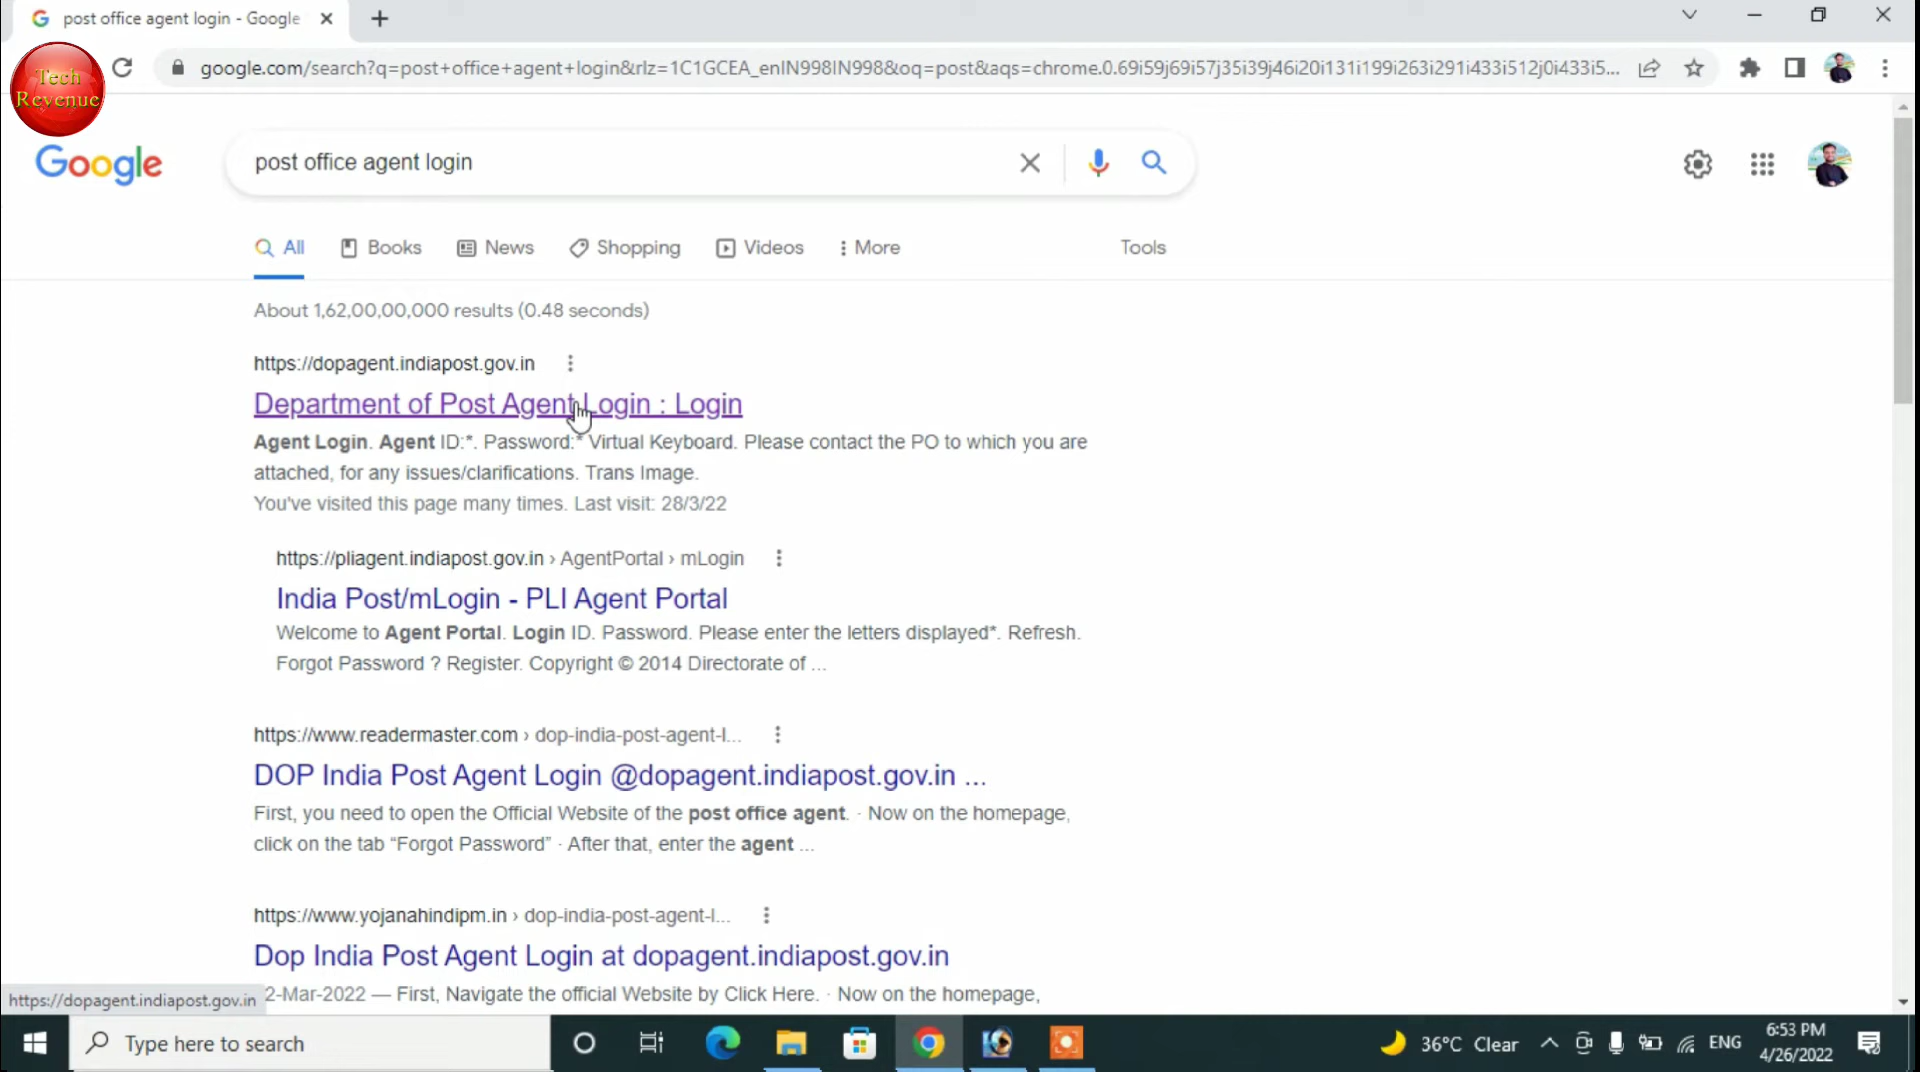 post office agent login - Google
Tech
Revenue
google.com/search?q=post+office+agent+login&rlz=1C1GCEA_enIN998IN998&oq=post&aqs=chrome.0.69i59j69i57j35i39j46i20i131i199i263i291i433i512j0i433i5...
Google
post office agent login
All Books News Shopping Videos More Tools
About 1,62,00,00,000 results (0.48 seconds)
https://dopagent.indiapost.gov.in
Department of Post Agent Login : Login
Agent Login. Agent ID:*. Password:* Virtual Keyboard. Please contact the PO to which you are
attached, for any issues/clarifications. Trans Image.
You've visited this page many times. Last visit: 28/3/22
https://pliagent.indiapost.gov.in › AgentPortal › mLogin
India Post/mLogin - PLI Agent Portal
Welcome to Agent Portal. Login ID. Password. Please enter the letters displayed*. Refresh.
Forgot Password ? Register. Copyright © 2014 Directorate of ...
https://www.readermaster.com › dop-india-post-agent-l...
DOP India Post Agent Login @dopagent.indiapost.gov.in ...
First, you need to open the Official Website of the post office agent. · Now on the homepage,
click on the tab “Forgot Password” · After that, enter the agent ...
https://www.yojanahindipm.in › dop-india-post-agent-l...
Dop India Post Agent Login at dopagent.indiapost.gov.in
2-Mar-2022 — First, Navigate the official Website by Click Here. · Now on the homepage,
https://dopagent.indiapost.gov.in
Type here to search
36°C Clear
ENG
6:53 PM
4/26/2022